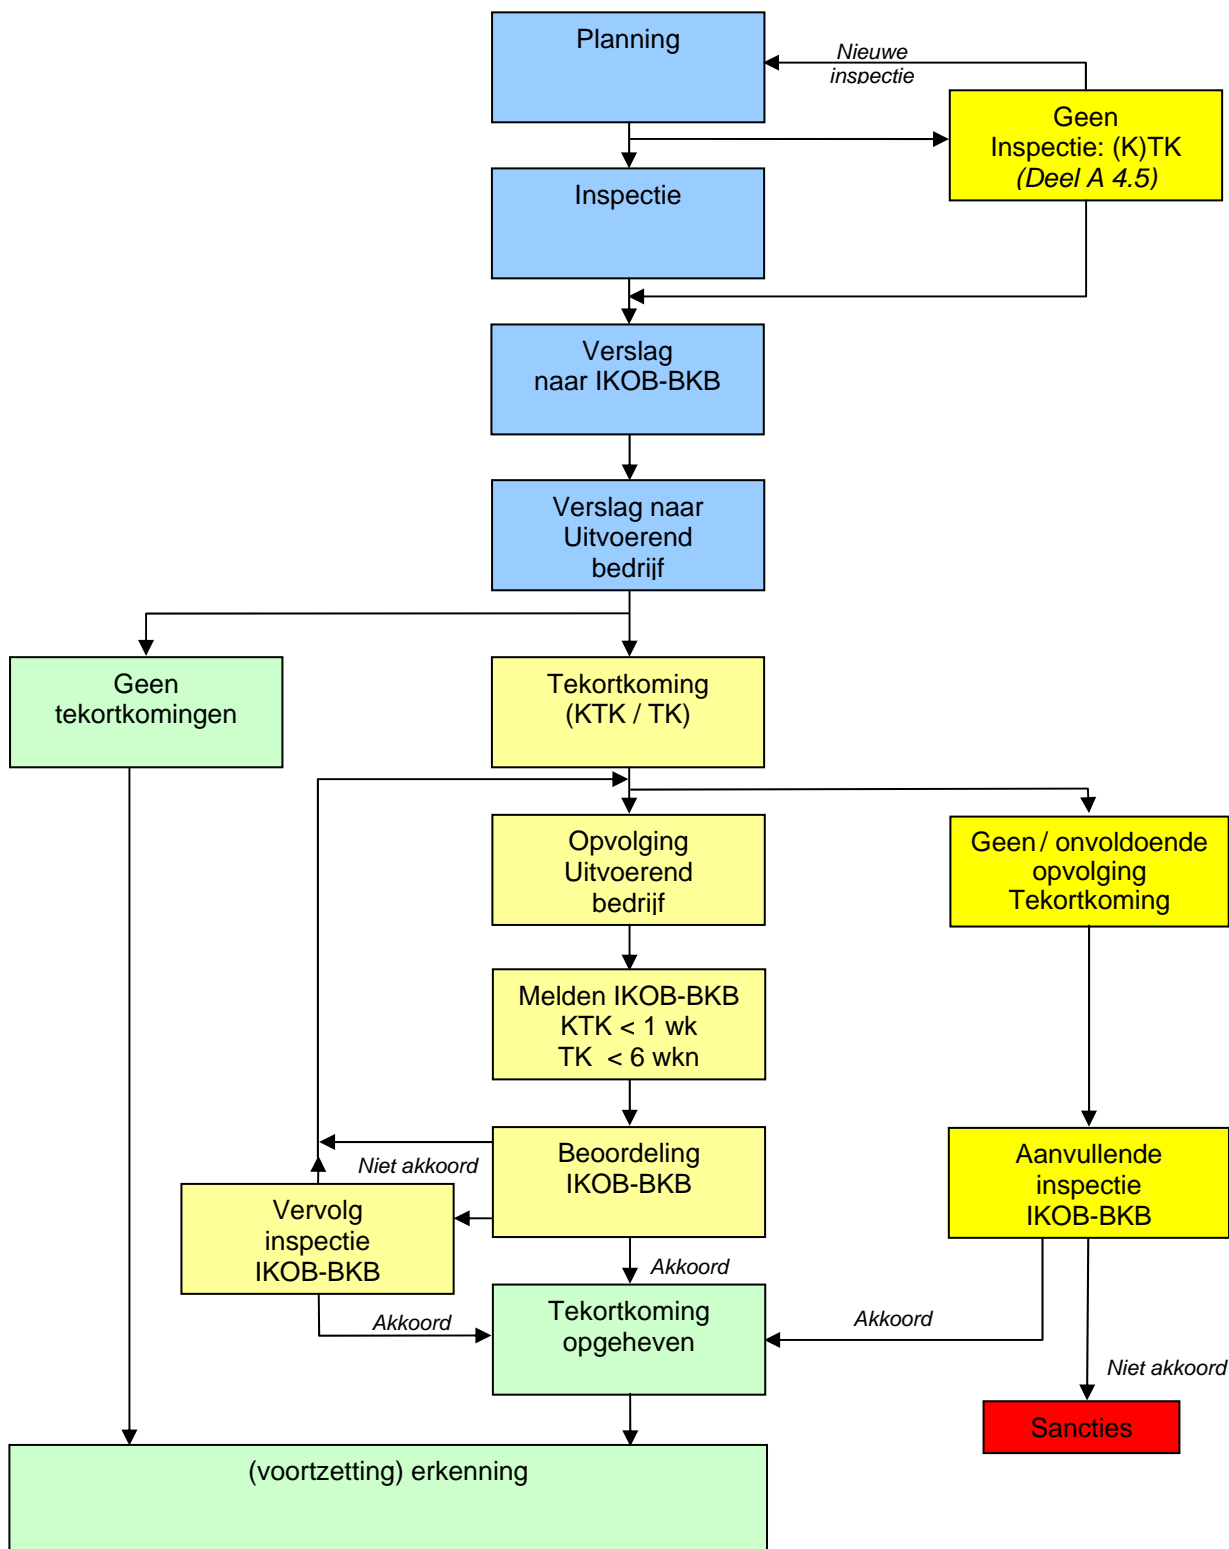 Planning
Nieuwe
inspectie
Geen
Inspectie: (K)TK
(Deel A 4.5)
Inspectie
Verslag
naar IKOB-BKB
Verslag naar
Uitvoerend
bedrijf
Geen
tekortkomingen
Tekortkoming
(KTK / TK)
Opvolging
Uitvoerend
bedrijf
Geen / onvoldoende
opvolging
Tekortkoming
Melden IKOB-BKB
KTK < 1 wk
TK < 6 wkn
Beoordeling
IKOB-BKB
Niet akkoord
Aanvullende
inspectie
IKOB-BKB
Vervolg
inspectie
IKOB-BKB
Akkoord
Tekortkoming
opgeheven
Akkoord
Akkoord
Niet akkoord
Sancties
(voortzetting) erkenning